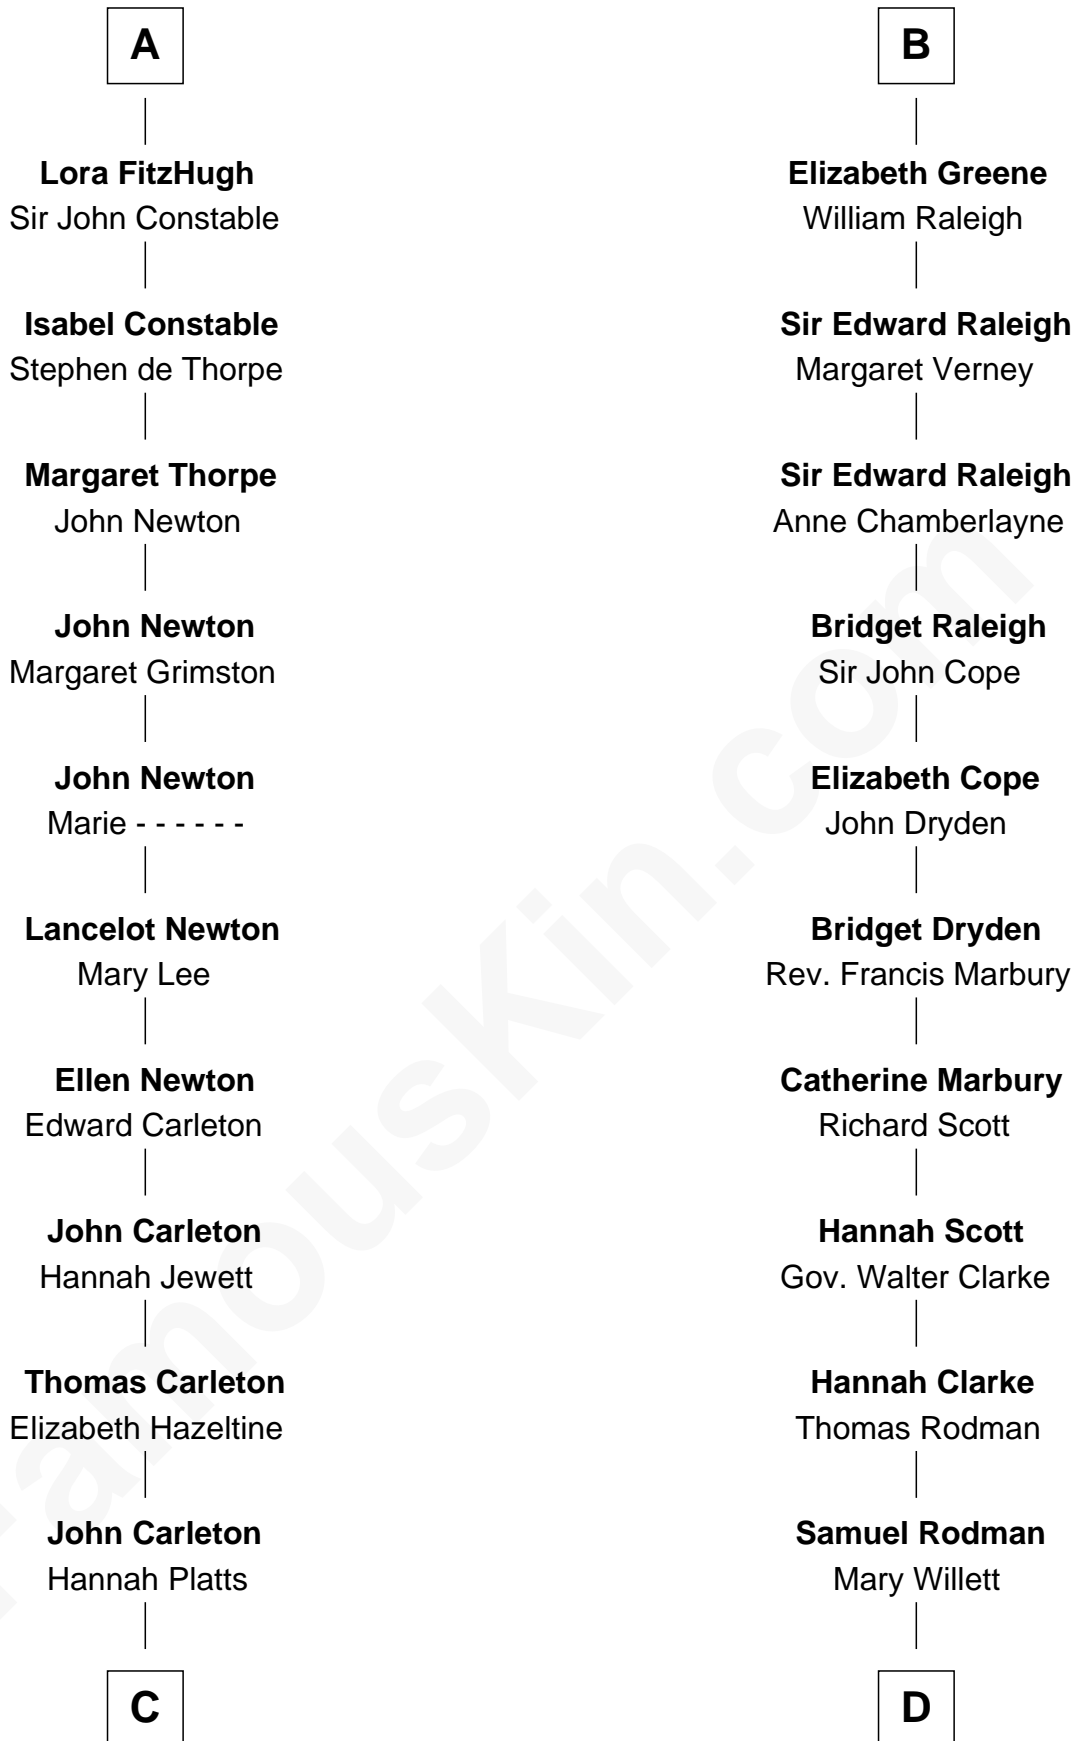 A
Lora FitzHugh
Sir John Constable
Isabel Constable
Stephen de Thorpe
Margaret Thorpe
John Newton
John Newton
Margaret Grimston
John Newton
Marie - - - - - -
Lancelot Newton
Mary Lee
Ellen Newton
Edward Carleton
John Carleton
Hannah Jewett
Thomas Carleton
Elizabeth Hazeltine
John Carleton
Hannah Platts
C
B
Elizabeth Greene
William Raleigh
Sir Edward Raleigh
Margaret Verney
Sir Edward Raleigh
Anne Chamberlayne
Bridget Raleigh
Sir John Cope
Elizabeth Cope
John Dryden
Bridget Dryden
Rev. Francis Marbury
Catherine Marbury
Richard Scott
Hannah Scott
Gov. Walter Clarke
Hannah Clarke
Thomas Rodman
Samuel Rodman
Mary Willett
D
FamousKin.com